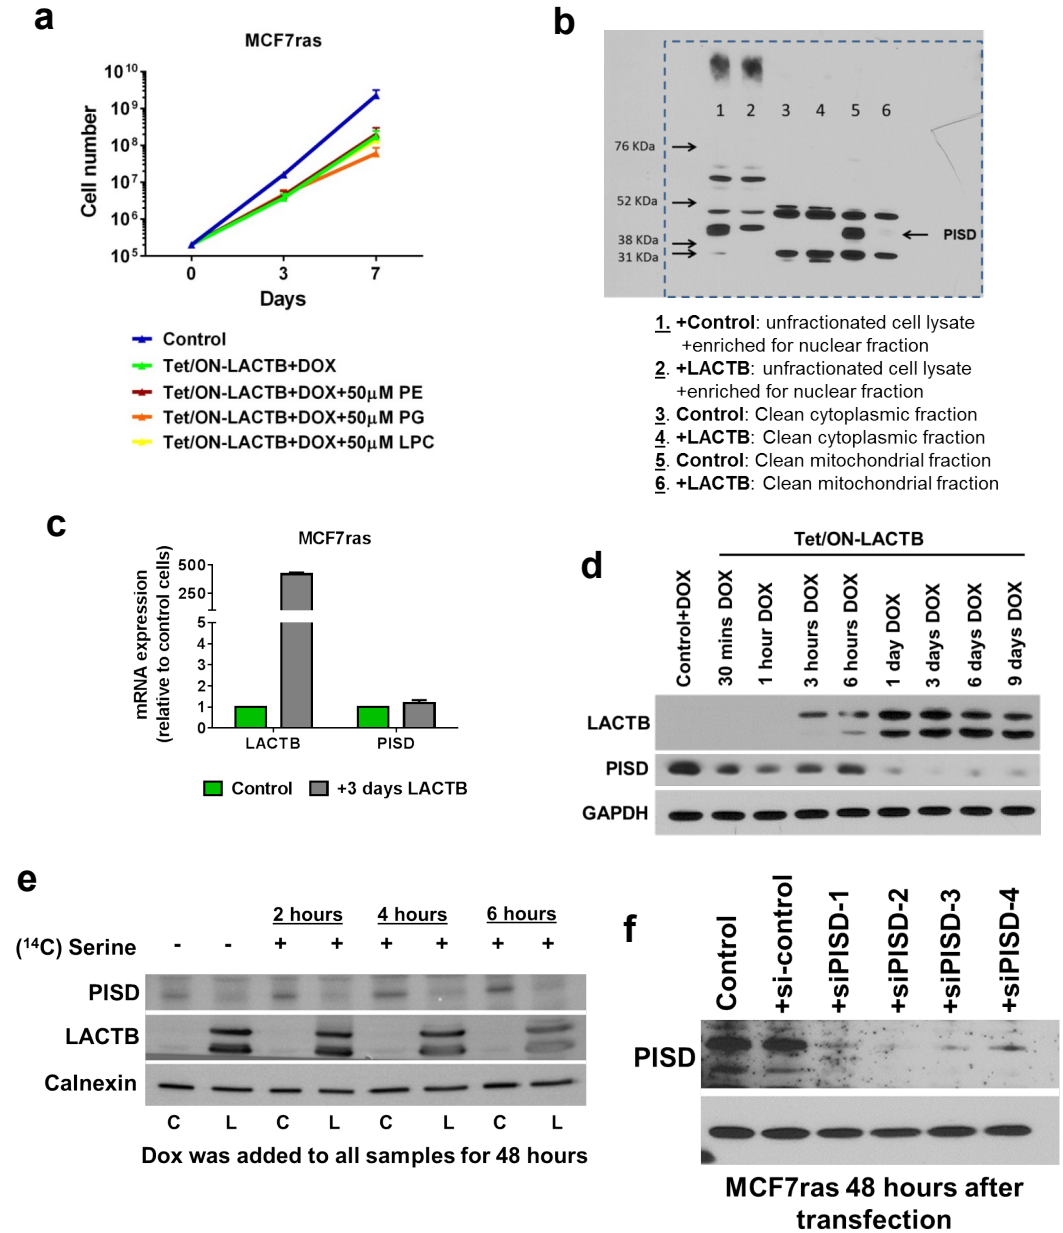 a
MCF7ras
Cell number
10^10
10^9
10^8
10^7
10^6
10^5
0 3 7
Days
Control
Tet/ON-LACTB+DOX
Tet/ON-LACTB+DOX+50μM PE
Tet/ON-LACTB+DOX+50μM PG
Tet/ON-LACTB+DOX+50μM LPC
b
1 2 3 4 5 6
76 KDa
52 KDa
38 KDa
31 KDa
PISD
1. +Control: unfractionated cell lysate
+enriched for nuclear fraction
2. +LACTB: unfractionated cell lysate
+enriched for nuclear fraction
3. Control: Clean cytoplasmic fraction
4. +LACTB: Clean cytoplasmic fraction
5. Control: Clean mitochondrial fraction
6. +LACTB: Clean mitochondrial fraction
c
MCF7ras
mRNA expression
(relative to control cells)
500
250
5
4
3
2
1
0
LACTB PISD
Control +3 days LACTB
d
Tet/ON-LACTB
Control+DOX
30 mins DOX
1 hour DOX
3 hours DOX
6 hours DOX
1 day DOX
3 days DOX
6 days DOX
9 days DOX
LACTB
PISD
GAPDH
e
2 hours 4 hours 6 hours
(14C) Serine - - + + + + + +
PISD
LACTB
Calnexin
C L C L C L C L
Dox was added to all samples for 48 hours
f
Control
+si-control
+siPISD-1
+siPISD-2
+siPISD-3
+siPISD-4
PISD
MCF7ras 48 hours after
transfection